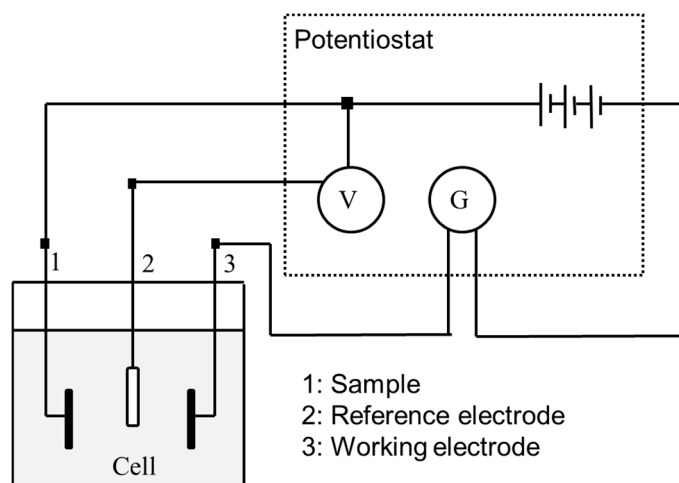 Potentiostat
V
G
1
2
3
1: Sample
2: Reference electrode
3: Working electrode
Cell